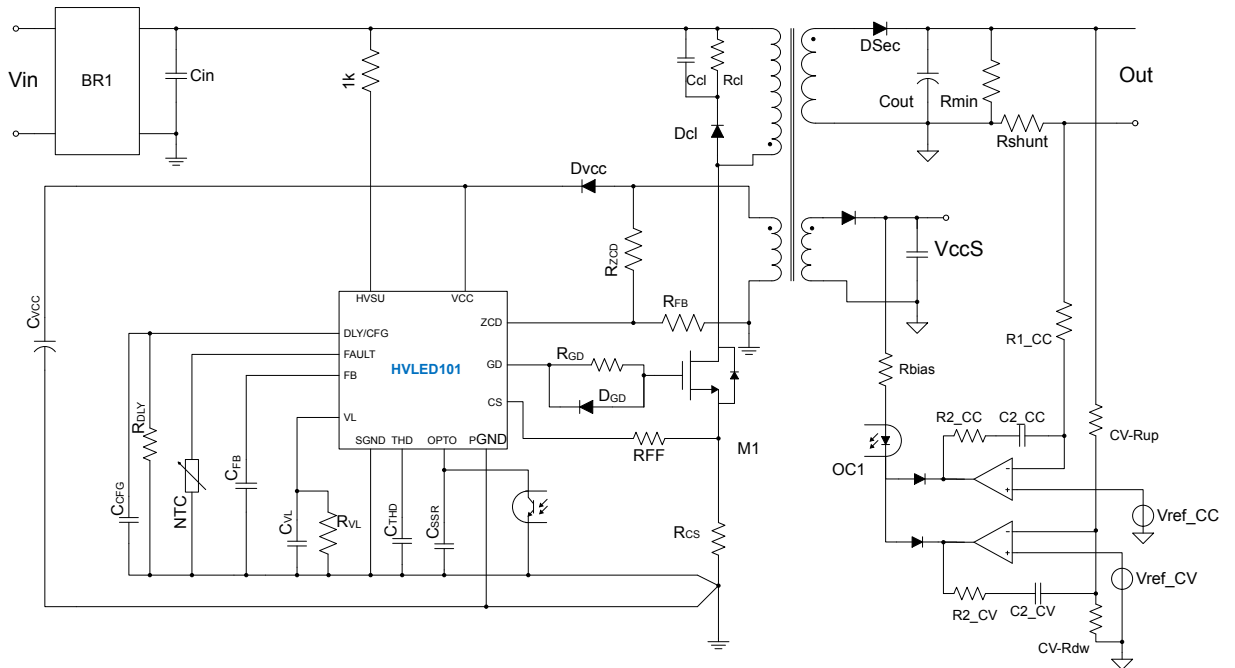 Vin
BR1
Cin
1k
Ccl
Rcl
Dcl
DSec
Cout
Rmin
Rshunt
Out
Dvcc
RZCD
RFB
VccS
CVCC
HVSU
VCC
ZCD
DLY/CFG
FAULT
FB
VL
HVLED101
GD
CS
SGND
THD
OPTO
PGND
RGD
DGD
RFF
M1
RCS
RDLY
CCFG
NTC
CFB
CVL
RVL
CTHD
CSSR
Rbias
OC1
R1_CC
R2_CC
C2_CC
CV-Rup
Vref_CC
Vref_CV
R2_CV
C2_CV
CV-Rdw